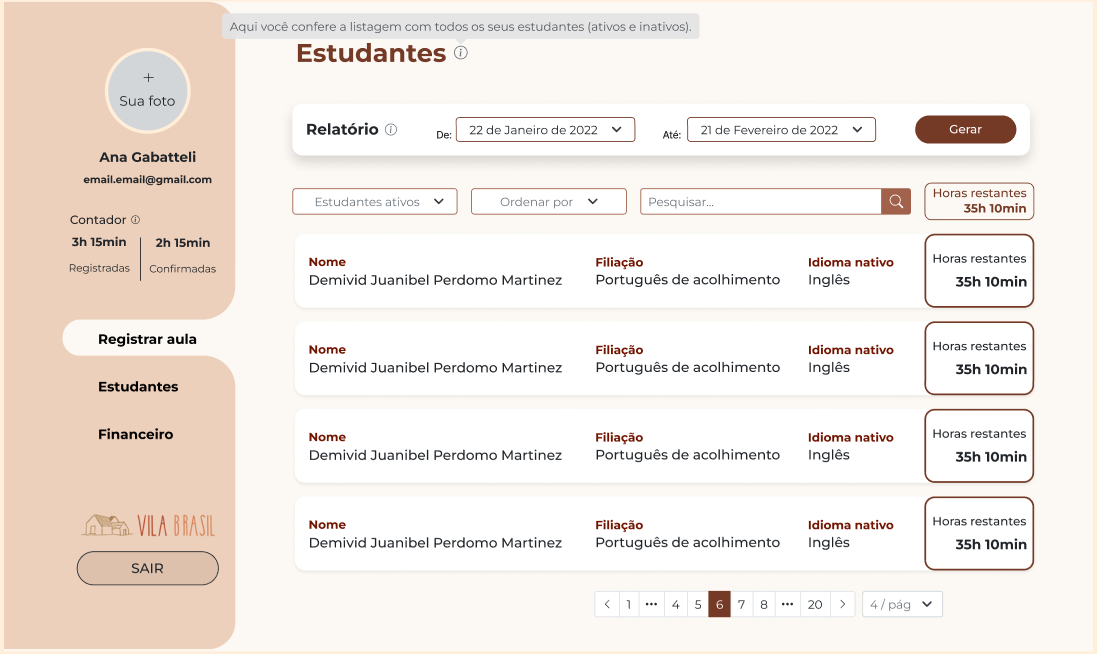 Aqui você confere a listagem com todos os seus estudantes (ativos e inativos).
Estudantes
+
Sua foto
Ana Gabatteli
email.email@gmail.com
Contador
3h 15min
2h 15min
Registradas
Confirmadas
Registrar aula
Estudantes
Financeiro
VILA BRASIL
SAIR
Relatório
De:
22 de Janeiro de 2022
Até:
21 de Fevereiro de 2022
Gerar
Estudantes ativos
Ordenar por
Pesquisar...
Horas restantes
35h 10min
Nome
Filiação
Idioma nativo
Horas restantes
Demivid Juanibel Perdomo Martinez
Português de acolhimento
Inglês
35h 10min
Nome
Filiação
Idioma nativo
Horas restantes
Demivid Juanibel Perdomo Martinez
Português de acolhimento
Inglês
35h 10min
Nome
Filiação
Idioma nativo
Horas restantes
Demivid Juanibel Perdomo Martinez
Português de acolhimento
Inglês
35h 10min
Nome
Filiação
Idioma nativo
Horas restantes
Demivid Juanibel Perdomo Martinez
Português de acolhimento
Inglês
35h 10min
< 1 ••• 4 5 6 7 8 ••• 20 >
4 / pág